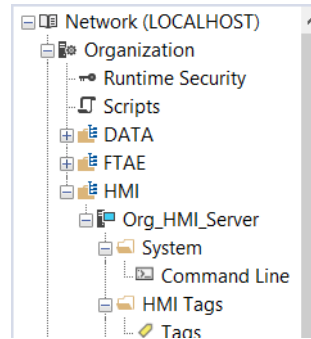 Network (LOCALHOST)
Organization
Runtime Security
Scripts
DATA
FTAE
HMI
Org_HMI_Server
System
Command Line
HMI Tags
Tags